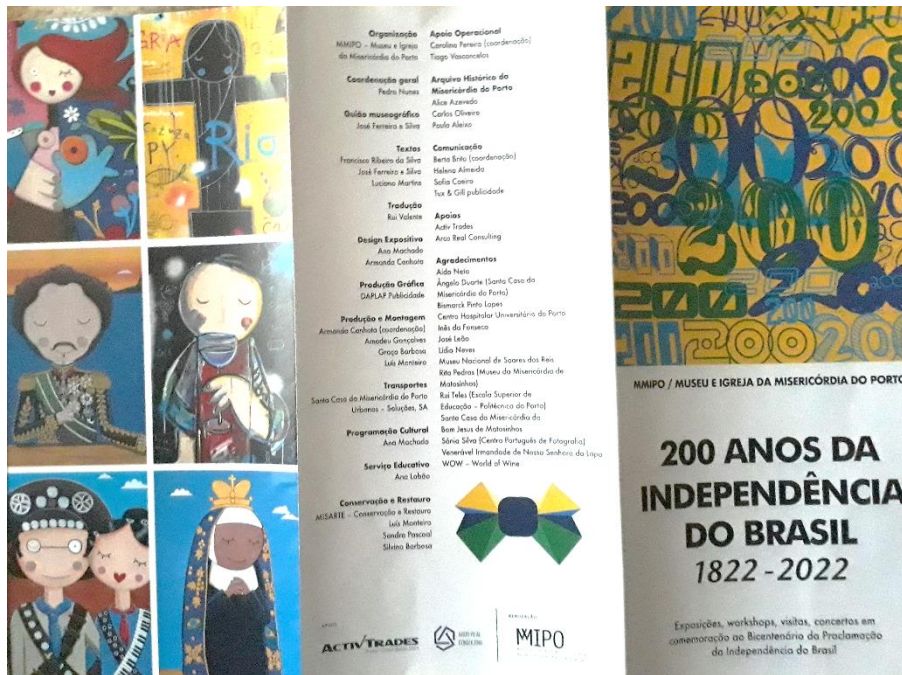 GRA
Rio
Organização
MMIPO – Museu e Igreja
da Misericórdia do Porto
Coordenação geral
Pedro Nunes
Guião museográfico
José Ferreira e Silva
Textos
Francisco Ribeiro da Silva
José Ferreira e Silva
Luciana Martins
Tradução
Rui Valente
Design Expositivo
Ana Machado
Armanda Canhota
Produção Gráfica
DAPLAP Publicidade
Produção e Montagem
Armanda Canhota (coordenação)
Amadeu Gonçalves
Graça Barbosa
Luís Monteiro
Transportes
Santa Casa da Misericórdia do Porto
Urbanos – Soluções, SA
Programação Cultural
Ana Machado
Serviço Educativo
Ana Lobão
Conservação e Restauro
MISARTE – Conservação e Restauro
Luís Monteiro
Sandra Pascoal
Silvina Barbosa
Apoio Operacional
Carolina Pereira (coordenação)
Tiago Vasconcelos
Arquivo Histórico da
Misericórdia do Porto
Alice Azevedo
Carlos Oliveira
Paula Aleixo
Comunicação
Berta Brito (coordenação)
Helena Almeida
Sofia Coeiro
Tux & Gill publicidade
Apoios
Activ Trades
Arco Real Consulting
Agradecimentos
Aida Neio
Ângela Duarte (Santa Casa da
Misericórdia do Porto)
Bismarck Pinto Lopes
Centro Hospitalar Universitário do Porto
Inês da Fonseca
José Leão
Lídia Neves
Museu Nacional de Soares dos Reis
Rita Pedras (Museu da Misericórdia de
Matosinhos)
Rui Teles (Escola Superior de
Educação – Politécnico do Porto)
Santa Casa da Misericórdia do
Bom Jesus de Matosinhos
Sónia Silva (Centro Português de Fotografia)
Venerável Irmandade de Nossa Senhora da Lapa
WOW – World of Wine
ACTIVTRADES
MMIPO
200
200
200
200
200
200
MMIPO / MUSEU E IGREJA DA MISERICÓRDIA DO PORTO
200 ANOS DA
INDEPENDÊNCIA
DO BRASIL
1822 - 2022
Exposições, workshops, visitas, concertos em
comemoração ao Bicentenário da Proclamação
da Independência do Brasil